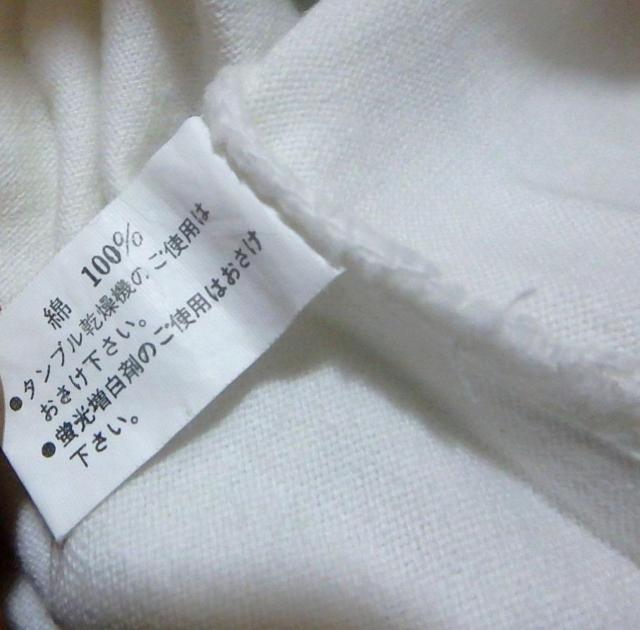 綿 100%
●タンブル乾燥機のご使用は
おさけ下さい。
●蛍光増白剤のご使用はおさけ
下さい。